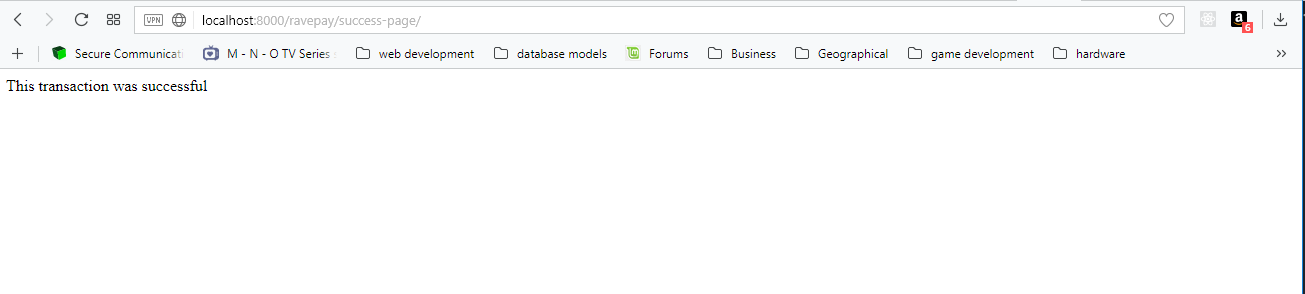 VPN localhost:8000/ravepay/success-page/ a 6
Secure Communicati M - N - O TV Series web development database models Forums Business Geographical game development hardware
This transaction was successful